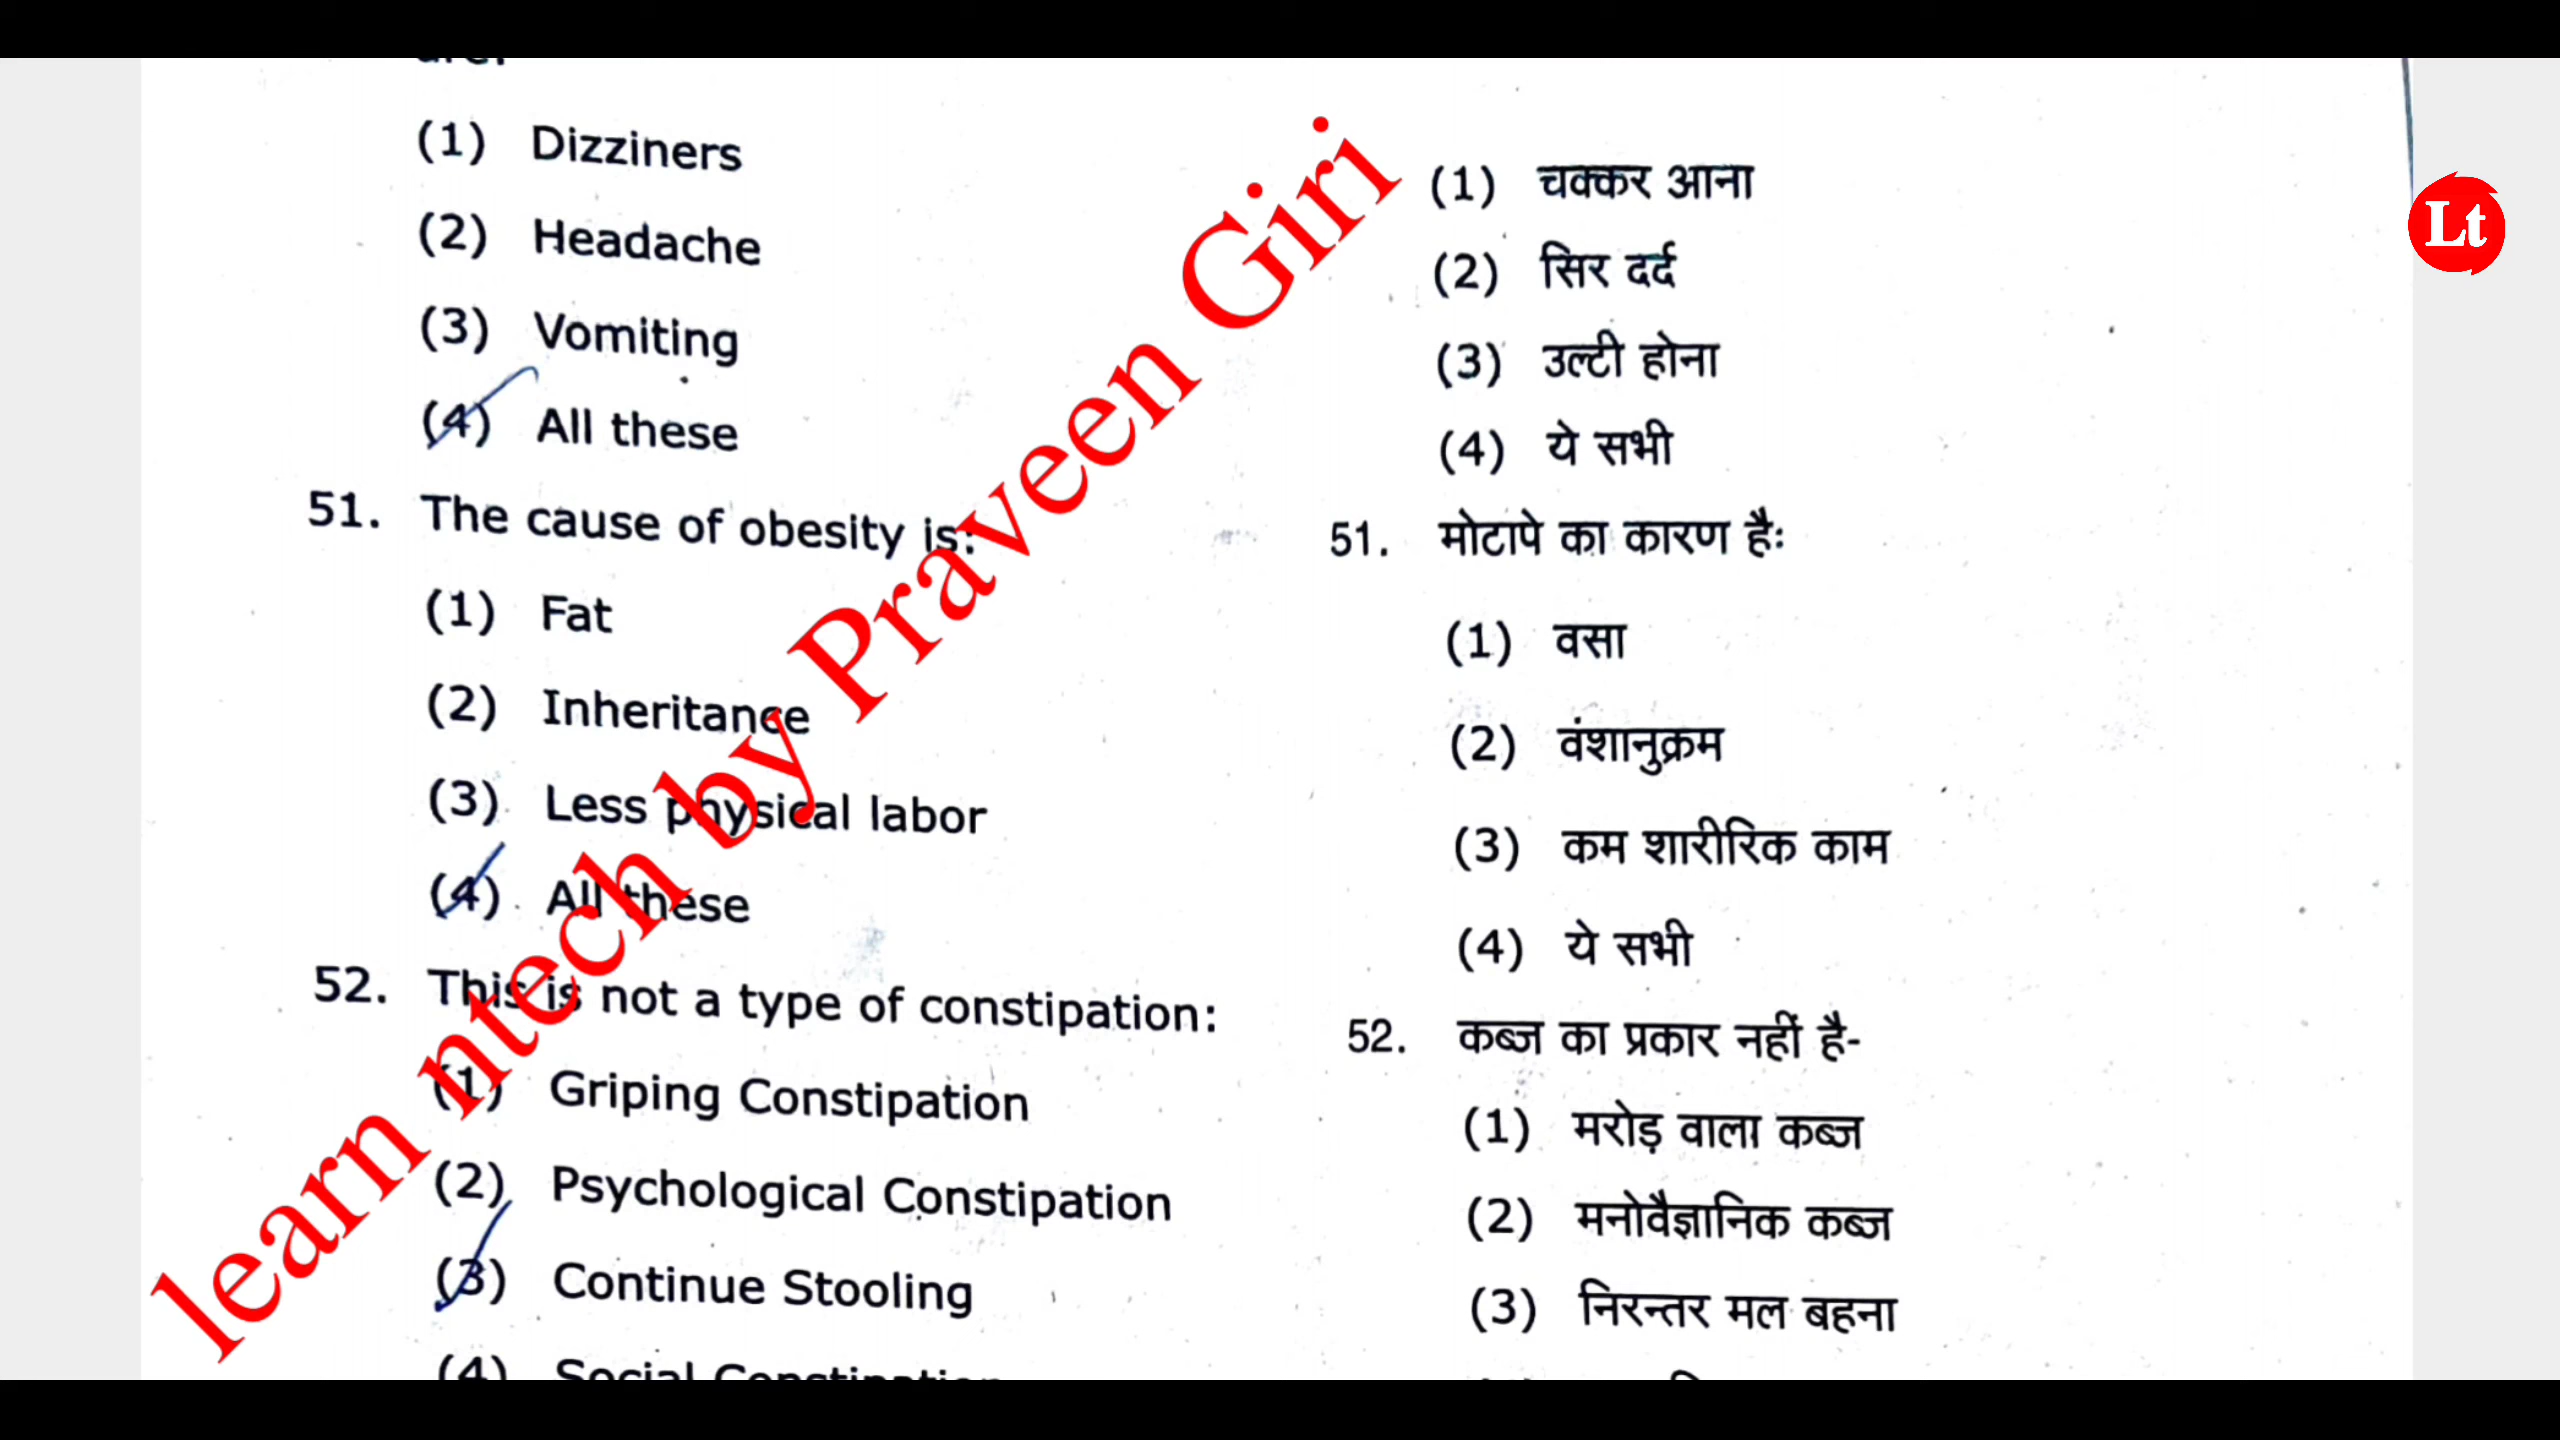 (1) Dizziners
(2) Headache
(3) Vomiting
(4) All these
51. The cause of obesity is:
(1) Fat
(2) Inheritance
(3) Less physical labor
(4) All these
52. This is not a type of constipation:
(1) Griping Constipation
(2) Psychological Constipation
(3) Continue Stooling
(4) Social Constipation
(1) चक्कर आना
(2) सिर दर्द
(3) उल्टी होना
(4) ये सभी
51. मोटापे का कारण है:
(1) वसा
(2) वंशानुक्रम
(3) कम शारीरिक काम
(4) ये सभी
52. कब्ज का प्रकार नहीं है-
(1) मरोड़ वाला कब्ज
(2) मनोवैज्ञानिक कब्ज
(3) निरन्तर मल बहना
learn ntech by Praveen Giri
Lt